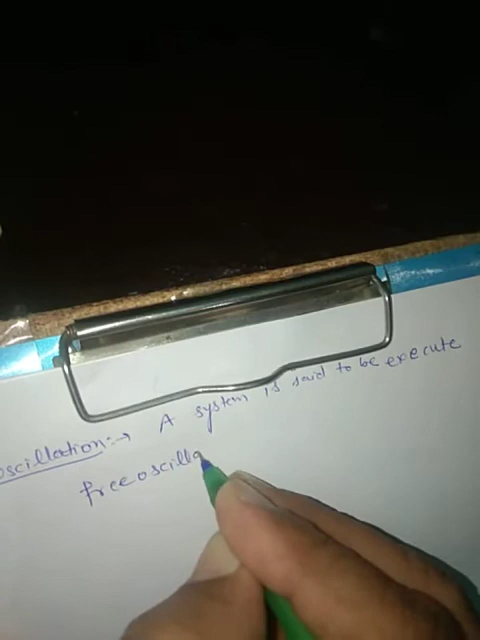 oscillation:→ A system is said to be execute
free oscilla